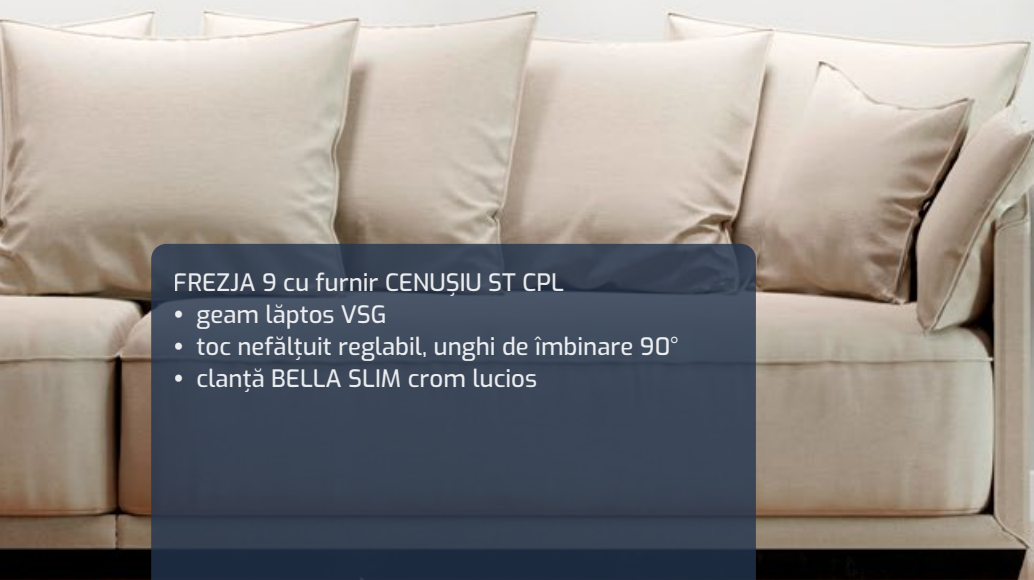 FREZJA 9 cu furnir CENUȘIU ST CPL
• geam lăptos VSG
• toc nefălțuit reglabil, unghi de îmbinare 90°
• clanță BELLA SLIM crom lucios